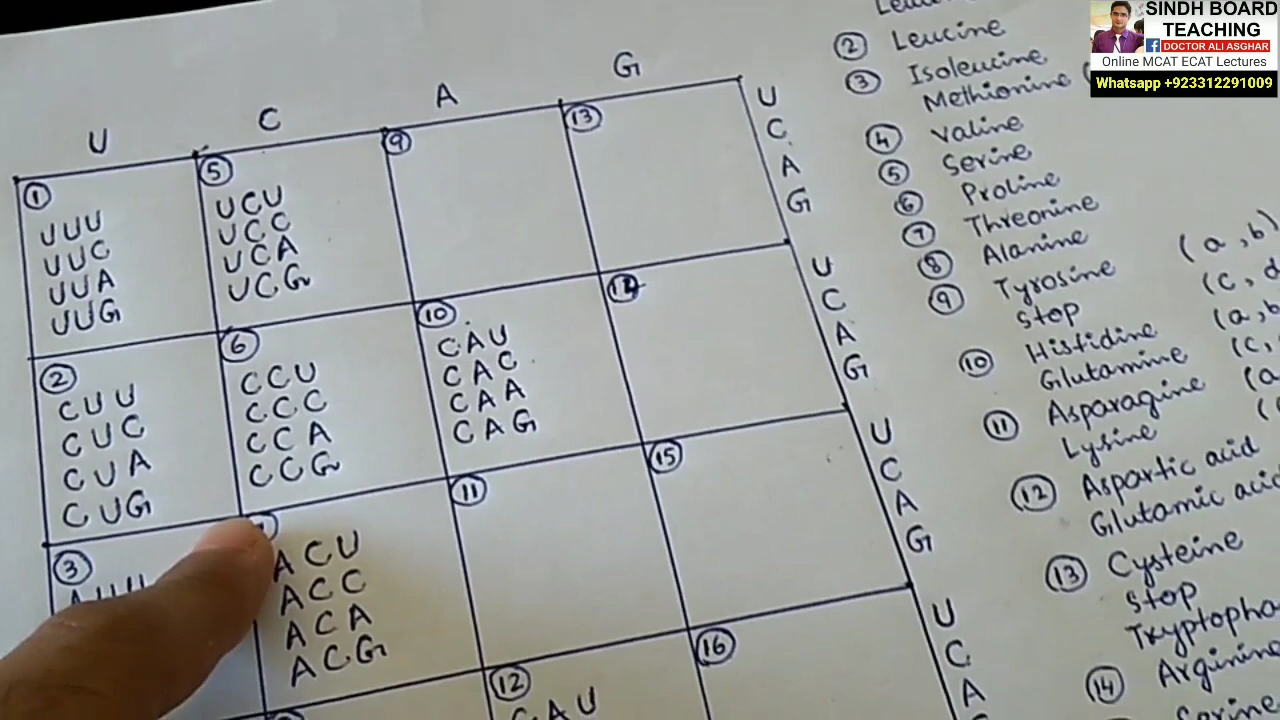 SINDH BOARD
TEACHING
DOCTOR ALI ASGHAR
Online MCAT ECAT Lectures
Whatsapp +923312291009
U C A G
1
UUU
UUC
UUA
UUG
5
UCU
UCC
UCA
UCG
9
13
U
C
A
G
2
CUU
CUC
CUA
CUG
6
CCU
CCC
CCA
CCG
10
CAU
CAC
CAA
CAG
14
U
C
A
G
3
ACU
ACC
ACA
ACG
11
15
U
C
A
G
12
16
U
C
A
2 Leucine
3 Isoleucine
Methionine (
4 Valine
5 Serine
6 Proline
7 Threonine
8 Alanine
9 Tyrosine (a,b)
Stop (c,
10 Histidine (a,b
Glutamine (c,
11 Asparagine (a
Lysine (
12 Aspartic acid
Glutamic acid
13 Cysteine
Stop
14 Arginine